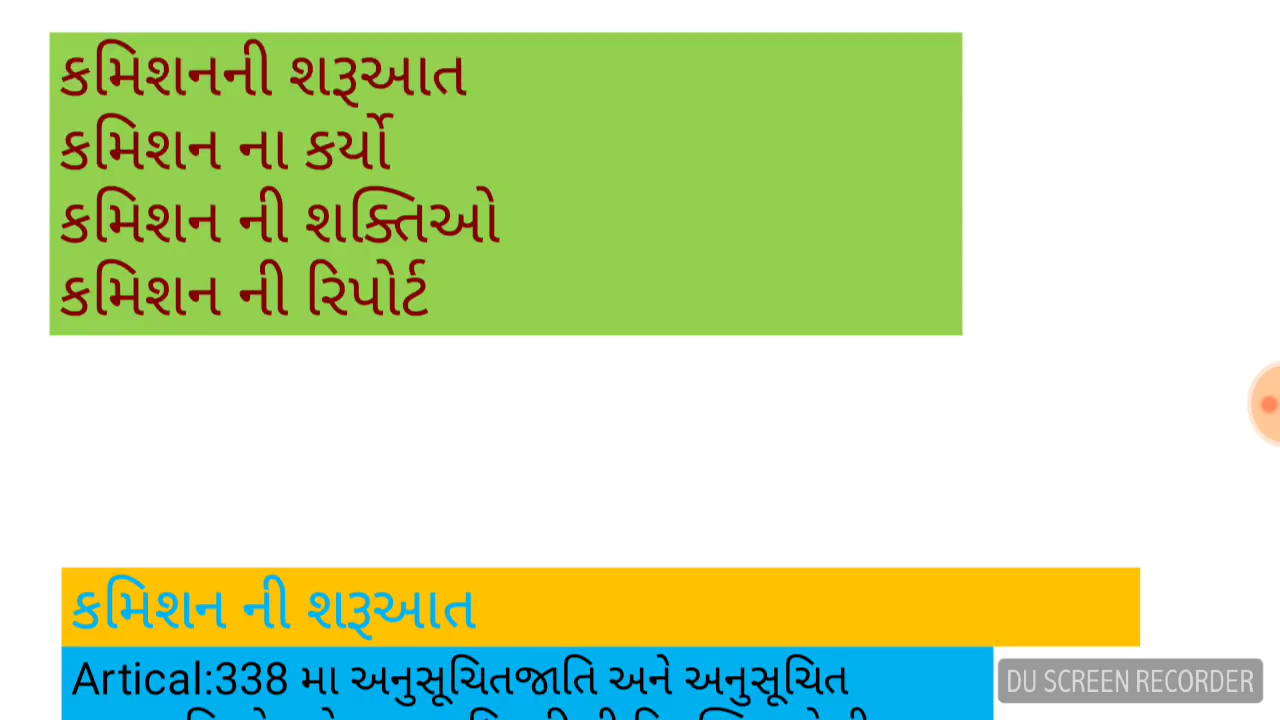 કમિશનની શરૂઆત
કમિશન ના કર્યો
કમિશન ની શક્તિઓ
કમિશન ની રિપોર્ટ
કમિશન ની શરૂઆત
Artical:338 મા અનુસૂચિતજાતિ અને અનુસૂચિત
DU SCREEN RECORDER